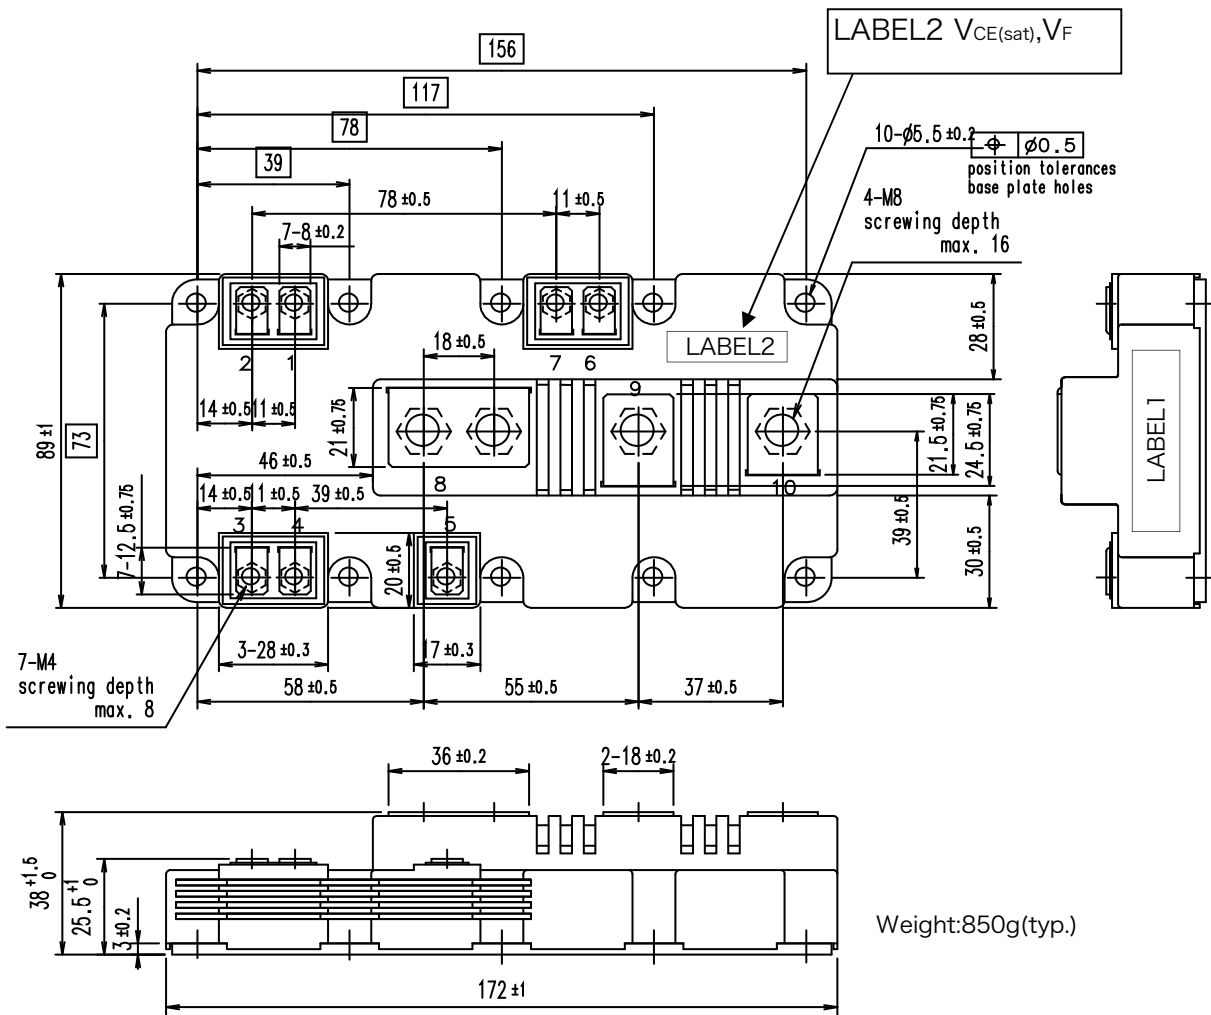 LABEL2 VCE(sat),VF
156
117
78
39
10-ø5.5 ±0.2
ø0.5
position tolerances
base plate holes
78 ±0.5
11 ±0.5
4-M8
screwing depth
max. 16
7-8 ±0.2
LABEL2
28 ±0.5
18 ±0.5
2
1
7
6
9
14 ±0.5
11 ±0.5
21 ±0.75
21.5 ±0.75
24.5 ±0.75
LABEL1
89 ±1
73
46 ±0.5
8
10
14 ±0.5
11 ±0.5
39 ±0.5
39 ±0.5
3
4
5
7-12.5 ±0.75
20 ±0.5
30 ±0.5
7-M4
screwing depth
max. 8
3-28 ±0.3
17 ±0.3
58 ±0.5
55 ±0.5
37 ±0.5
36 ±0.2
2-18 ±0.2
38 +1.5 0
25.5 +1 0
3 ±0.2
Weight:850g(typ.)
172 ±1